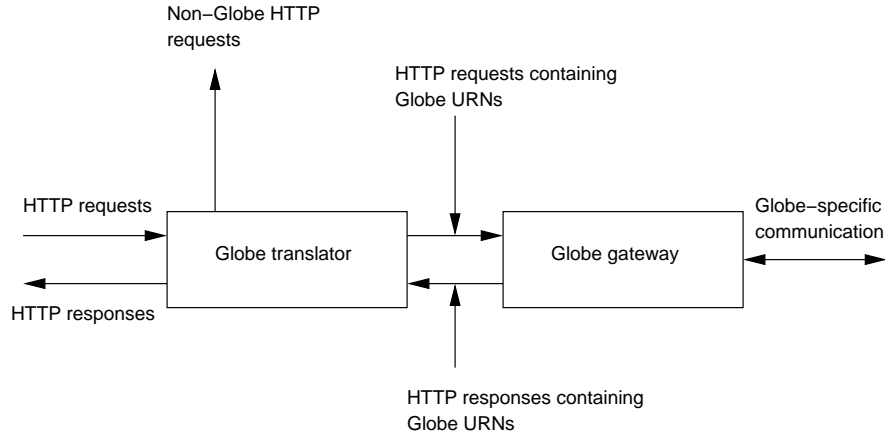 Non−Globe HTTP
requests
HTTP requests containing
Globe URNs
HTTP requests
Globe translator
Globe gateway
Globe−specific
communication
HTTP responses
HTTP responses containing
Globe URNs